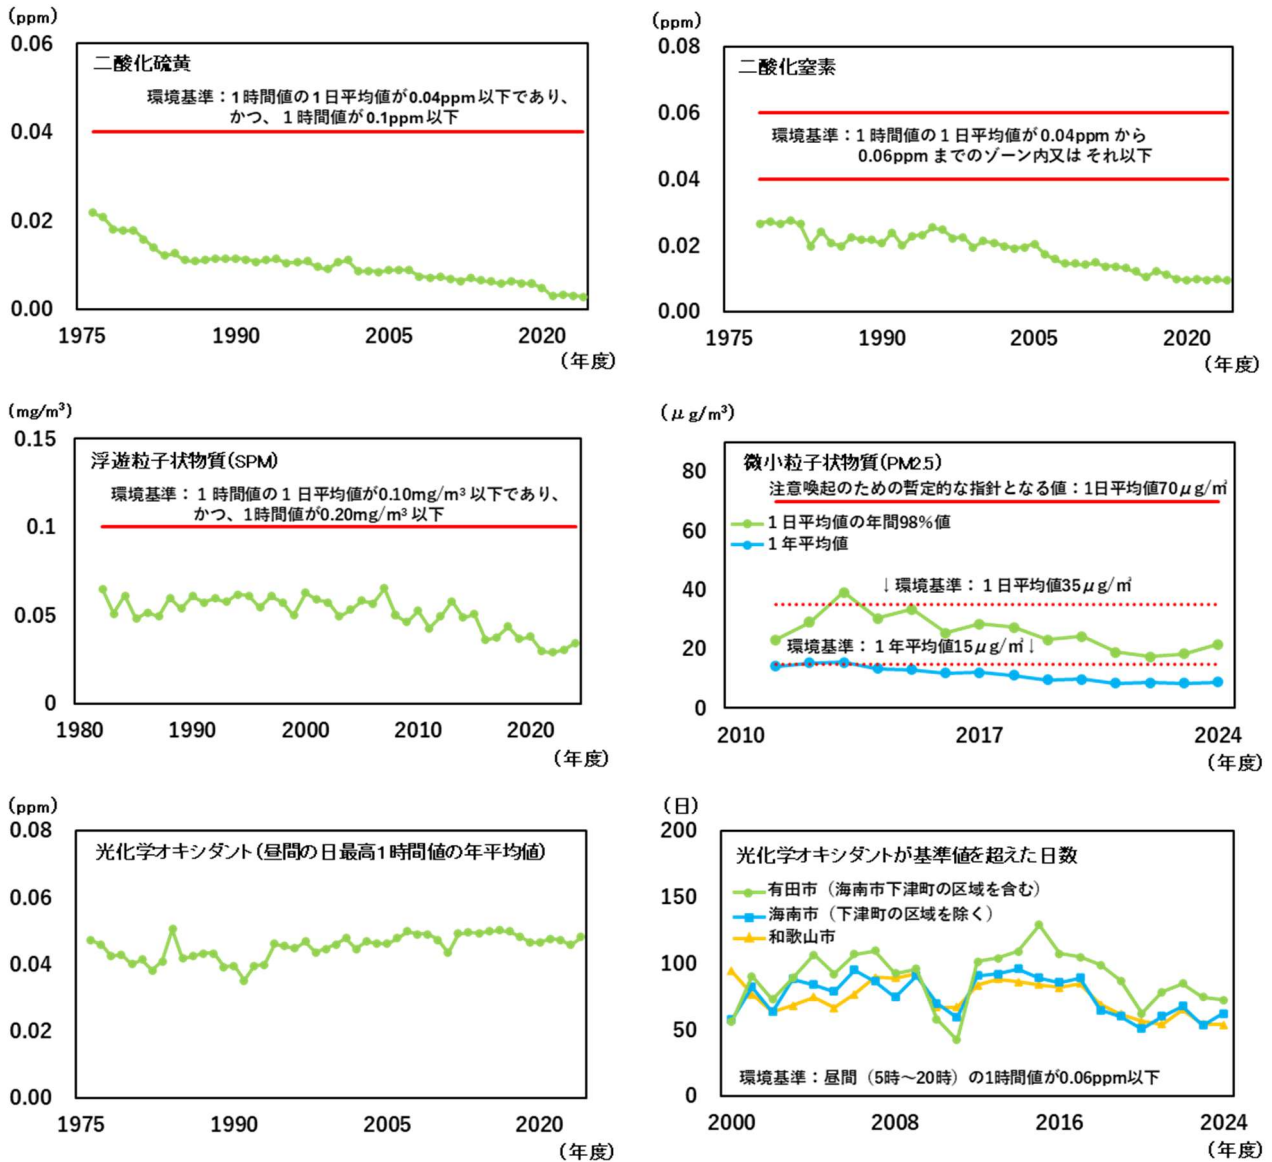 (ppm)
0.06
二酸化硫黄
環境基準：1時間値の1日平均値が0.04ppm以下であり、
かつ、1時間値が0.1ppm以下
0.04
0.02
0.00
1975 1990 2005 2020
(年度)
(ppm)
0.08
二酸化窒素
0.06
環境基準：1時間値の1日平均値が0.04ppmから
0.06ppmまでのゾーン内又はそれ以下
0.04
0.02
0.00
1975 1990 2005 2020
(年度)
(mg/m³)
0.15
浮遊粒子状物質(SPM)
環境基準：1時間値の1日平均値が0.10mg/m³以下であり、
かつ、1時間値が0.20mg/m³以下
0.1
0.05
0
1980 1990 2000 2010 2020
(年度)
(μg/m³)
80
微小粒子状物質(PM2.5)
注意喚起のための暫定的な指針となる値：1日平均値70μg/㎥
60
1日平均値の年間98%値
1年平均値
40
↓環境基準：1日平均値35μg/㎥
20
環境基準：1年平均値15μg/㎥↓
0
2010 2017 2024
(年度)
(ppm)
0.08
光化学オキシダント(昼間の日最高1時間値の年平均値)
0.06
0.04
0.02
0.00
1975 1990 2005 2020
(年度)
(日)
200
光化学オキシダントが基準値を超えた日数
150
有田市（海南市下津町の区域を含む）
海南市（下津町の区域を除く）
和歌山市
100
50
環境基準：昼間（5時～20時）の1時間値が0.06ppm以下
0
2000 2008 2016 2024
(年度)